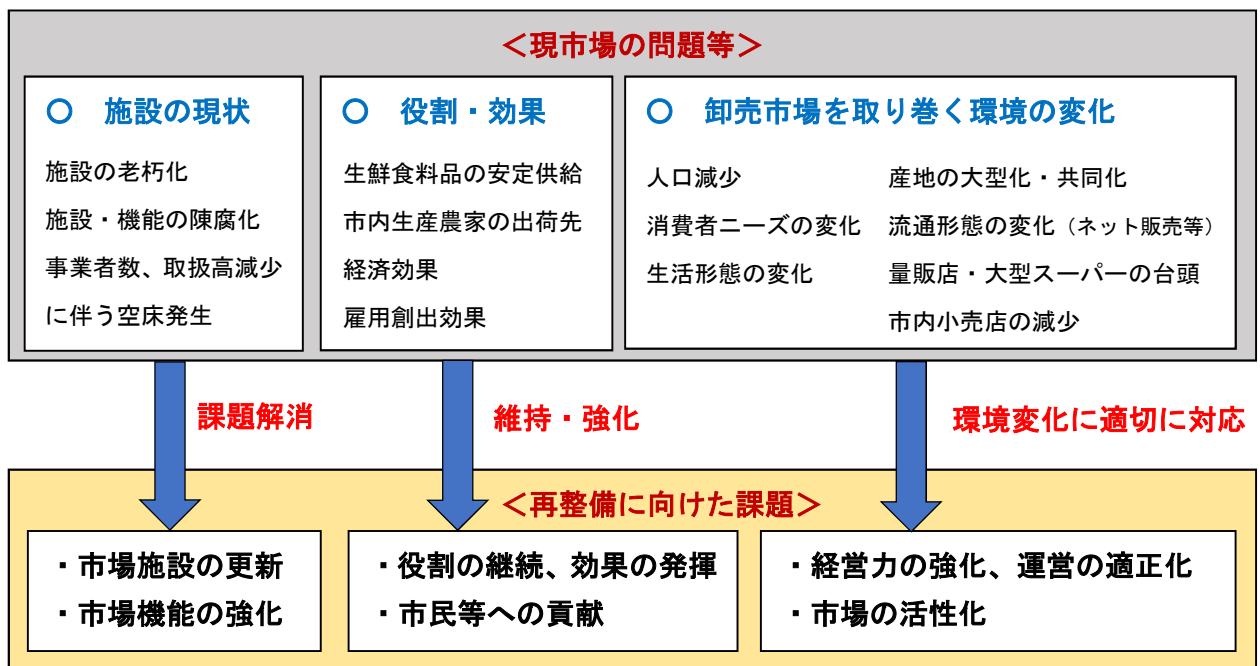 ＜現市場の問題等＞
○　施設の現状
施設の老朽化
施設・機能の陳腐化
事業者数、取扱高減少
に伴う空床発生
○　役割・効果
生鮮食料品の安定供給
市内生産農家の出荷先
経済効果
雇用創出効果
○　卸売市場を取り巻く環境の変化
人口減少
消費者ニーズの変化
生活形態の変化
産地の大型化・共同化
流通形態の変化（ネット販売等）
量販店・大型スーパーの台頭
市内小売店の減少
課題解消
維持・強化
環境変化に適切に対応
＜再整備に向けた課題＞
・市場施設の更新
・市場機能の強化
・役割の継続、効果の発揮
・市民等への貢献
・経営力の強化、運営の適正化
・市場の活性化